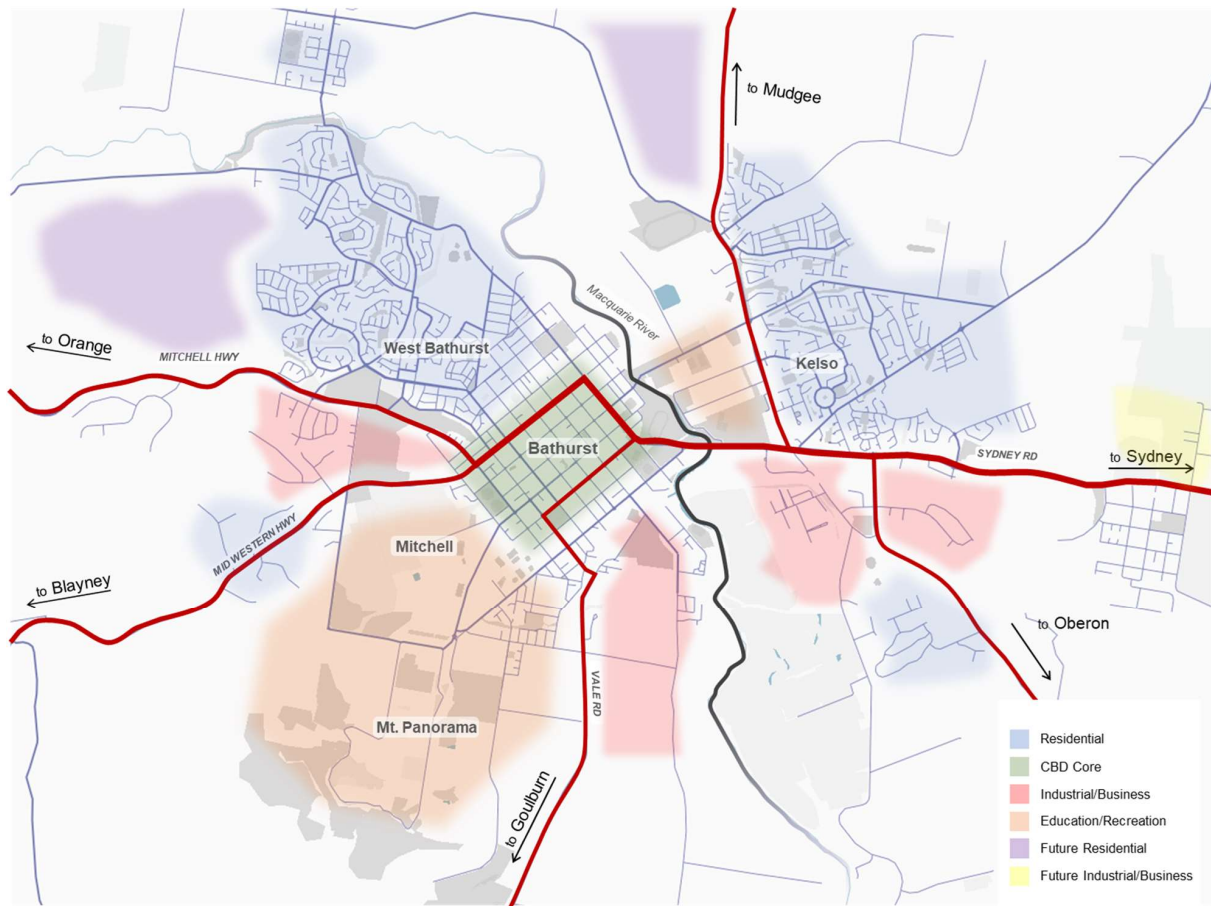 to Mudgee
Macquarie River
to Orange
MITCHELL HWY
West Bathurst
Kelso
Bathurst
SYDNEY RD
to Sydney
MID WESTERN HWY
Mitchell
to Blayney
to Oberon
VALE RD
Mt. Panorama
to Goulburn
Residential
CBD Core
Industrial/Business
Education/Recreation
Future Residential
Future Industrial/Business